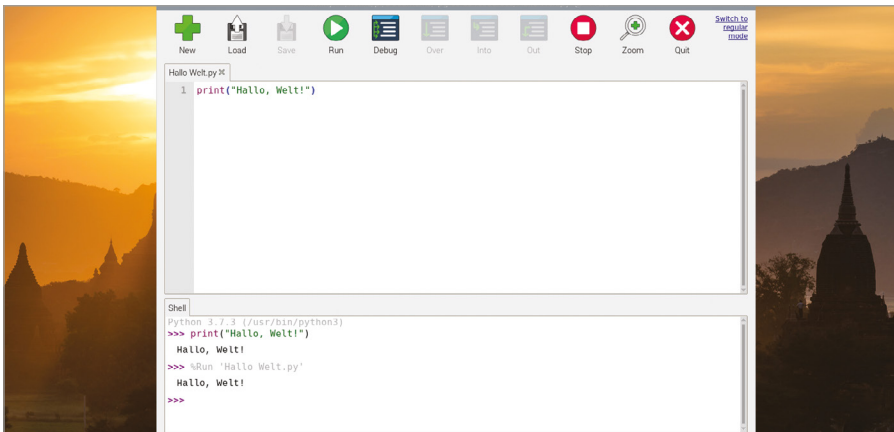 New Load Save Run Debug Over Into Out Stop Zoom Quit
Switch to
regular
mode
Hallo Welt.py
1 print("Hallo, Welt!")
Shell
Python 3.7.3 (/usr/bin/python3)
>>> print("Hallo, Welt!")
Hallo, Welt!
>>> %Run 'Hallo Welt.py'
Hallo, Welt!
>>>